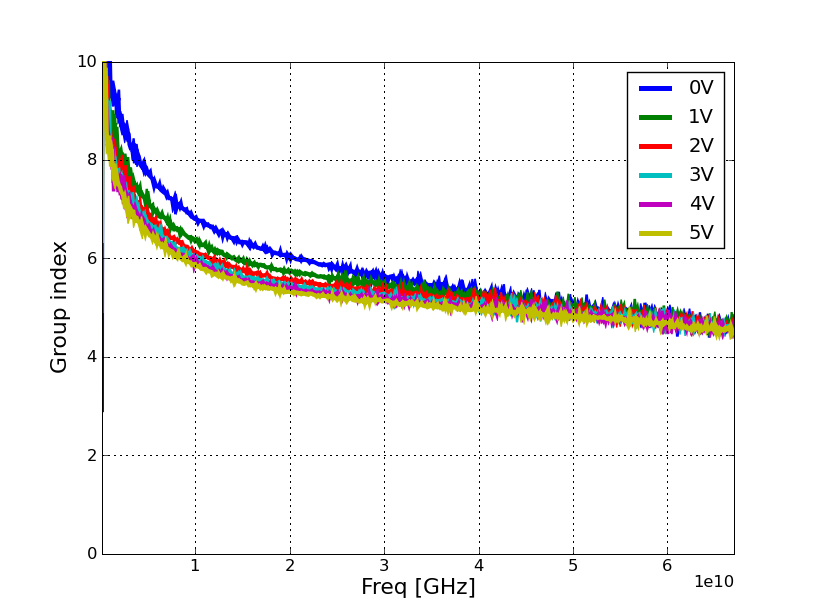 10
8
6
4
2
0
Group index
0V
1V
2V
3V
4V
5V
1 2 3 4 5 6
1e10
Freq [GHz]